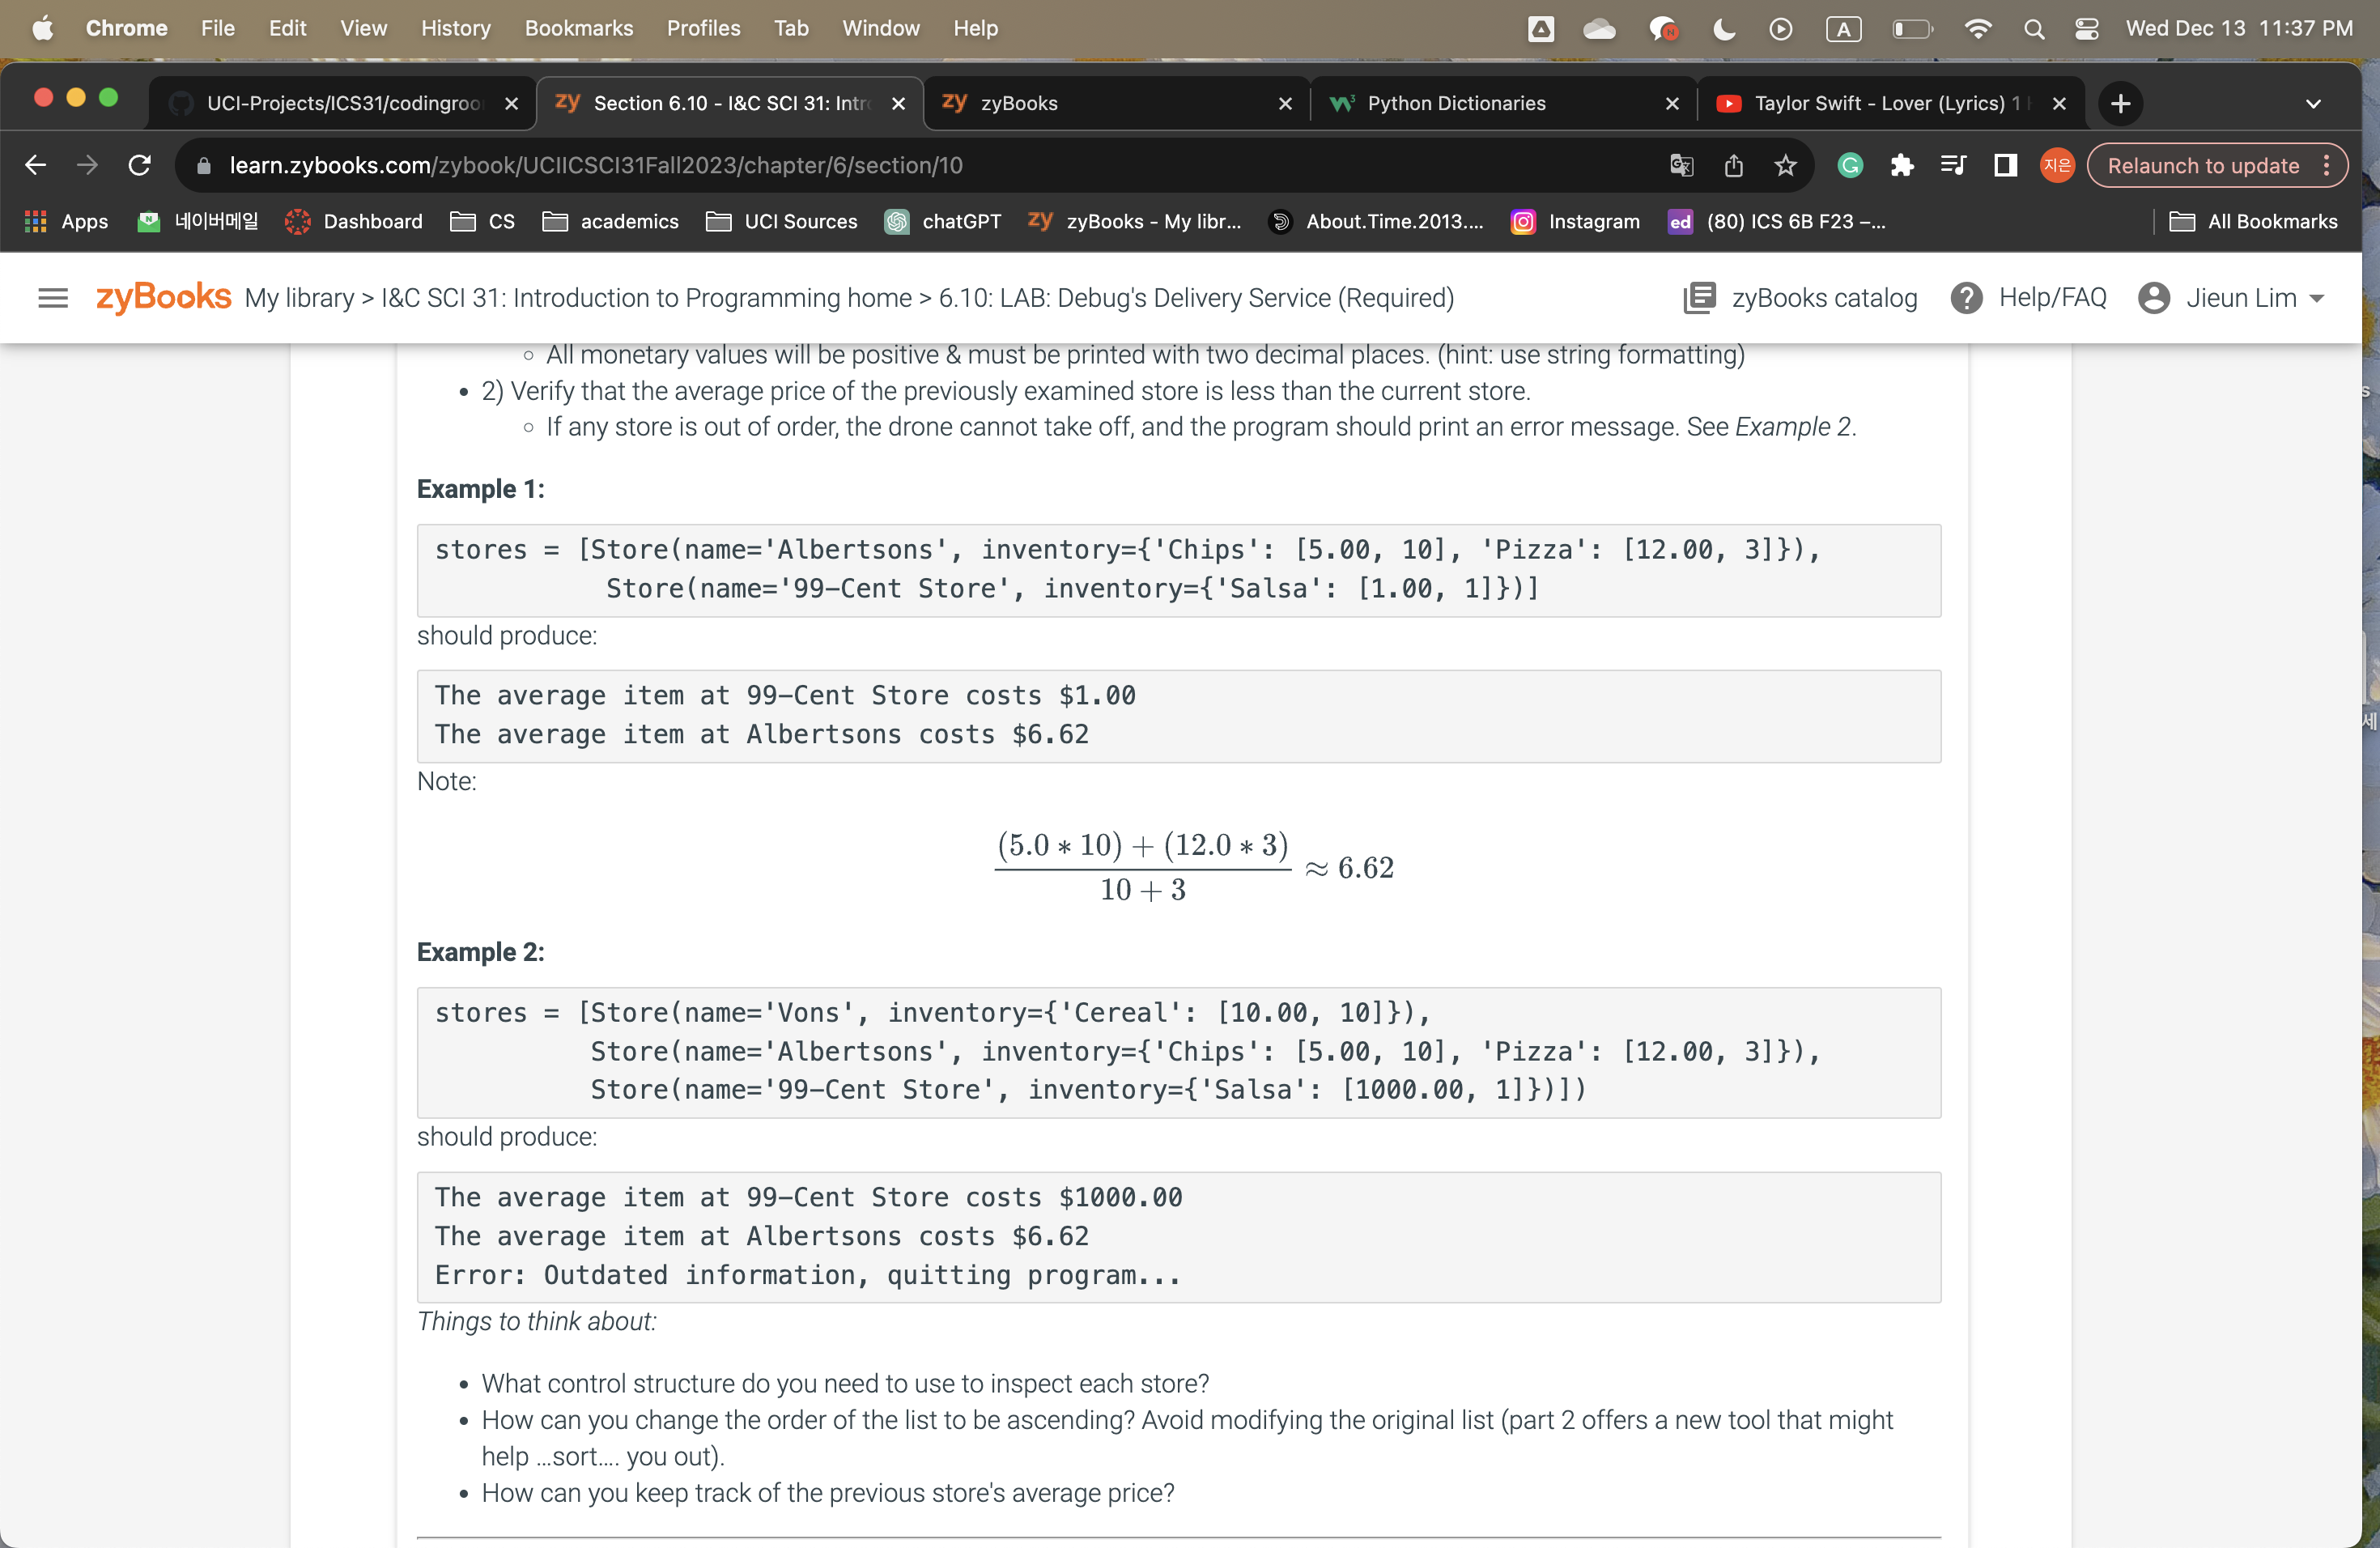 Chrome File Edit View History Bookmarks Profiles Tab Window Help A Wed Dec 13 11:37 PM
UCI-Projects/ICS31/codingroo Section 6.10 - I&C SCI 31: Intro zyBooks Python Dictionaries Taylor Swift - Lover (Lyrics) 1
learn.zybooks.com/zybook/UCIICSCI31Fall2023/chapter/6/section/10 지은 Relaunch to update
Apps 네이버메일 Dashboard CS academics UCI Sources chatGPT zyBooks - My libr... About.Time.2013.... Instagram ed (80) ICS 6B F23 –... All Bookmarks
zyBooks My library > I&C SCI 31: Introduction to Programming home > 6.10: LAB: Debug's Delivery Service (Required) zyBooks catalog Help/FAQ Jieun Lim
All monetary values will be positive & must be printed with two decimal places. (hint: use string formatting)
2) Verify that the average price of the previously examined store is less than the current store.
If any store is out of order, the drone cannot take off, and the program should print an error message. See Example 2.
Example 1:
stores = [Store(name='Albertsons', inventory={'Chips': [5.00, 10], 'Pizza': [12.00, 3]}),
Store(name='99-Cent Store', inventory={'Salsa': [1.00, 1]})]
should produce:
The average item at 99-Cent Store costs $1.00
The average item at Albertsons costs $6.62
Note:
(5.0 * 10) + (12.0 * 3)
≈ 6.62
10 + 3
Example 2:
stores = [Store(name='Vons', inventory={'Cereal': [10.00, 10]}),
Store(name='Albertsons', inventory={'Chips': [5.00, 10], 'Pizza': [12.00, 3]}),
Store(name='99-Cent Store', inventory={'Salsa': [1000.00, 1]})])
should produce:
The average item at 99-Cent Store costs $1000.00
The average item at Albertsons costs $6.62
Error: Outdated information, quitting program...
Things to think about:
What control structure do you need to use to inspect each store?
How can you change the order of the list to be ascending? Avoid modifying the original list (part 2 offers a new tool that might
help ...sort.... you out).
How can you keep track of the previous store's average price?